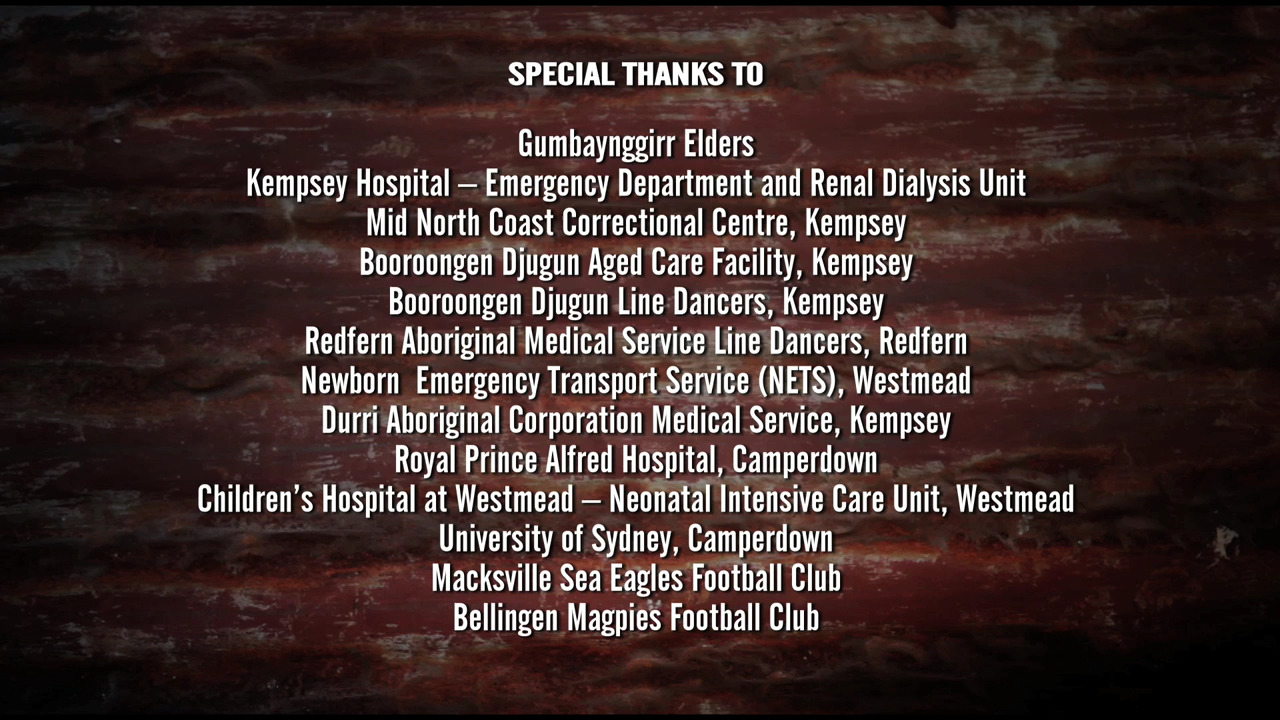 SPECIAL THANKS TO
Gumbaynggirr Elders
Kempsey Hospital – Emergency Department and Renal Dialysis Unit
Mid North Coast Correctional Centre, Kempsey
Booroongen Djugun Aged Care Facility, Kempsey
Booroongen Djugun Line Dancers, Kempsey
Redfern Aboriginal Medical Service Line Dancers, Redfern
Newborn  Emergency Transport Service (NETS), Westmead
Durri Aboriginal Corporation Medical Service, Kempsey
Royal Prince Alfred Hospital, Camperdown
Children’s Hospital at Westmead – Neonatal Intensive Care Unit, Westmead
University of Sydney, Camperdown
Macksville Sea Eagles Football Club
Bellingen Magpies Football Club